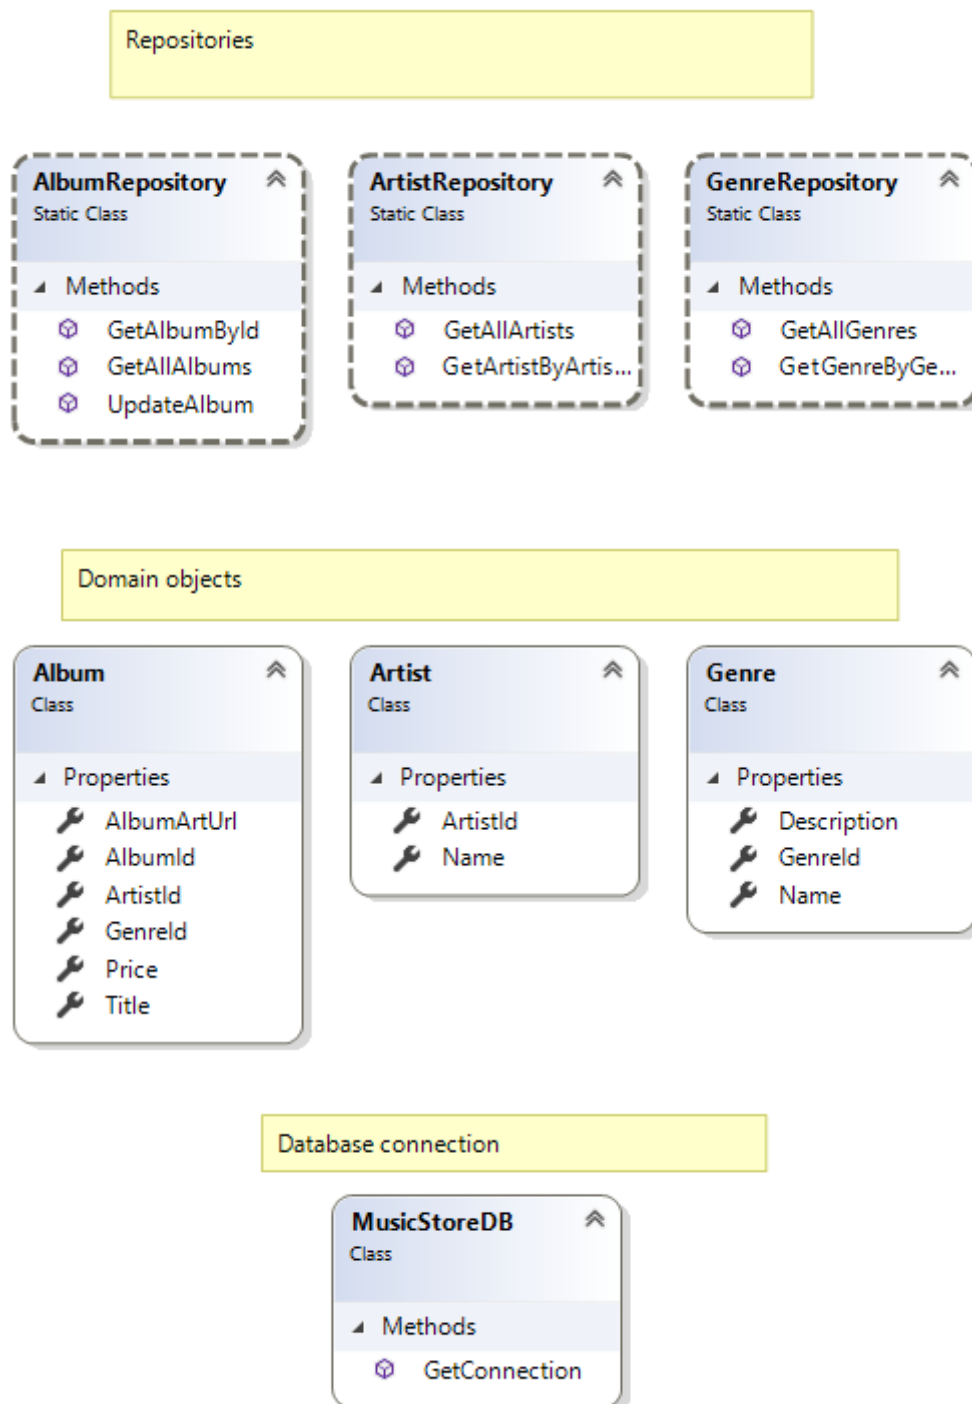 Repositories
AlbumRepository
Static Class
Methods
GetAlbumById
GetAllAlbums
UpdateAlbum
ArtistRepository
Static Class
Methods
GetAllArtists
GetArtistByArtis...
GenreRepository
Static Class
Methods
GetAllGenres
GetGenreByGe...
Domain objects
Album
Class
Properties
AlbumArtUrl
AlbumId
ArtistId
GenreId
Price
Title
Artist
Class
Properties
ArtistId
Name
Genre
Class
Properties
Description
GenreId
Name
Database connection
MusicStoreDB
Class
Methods
GetConnection